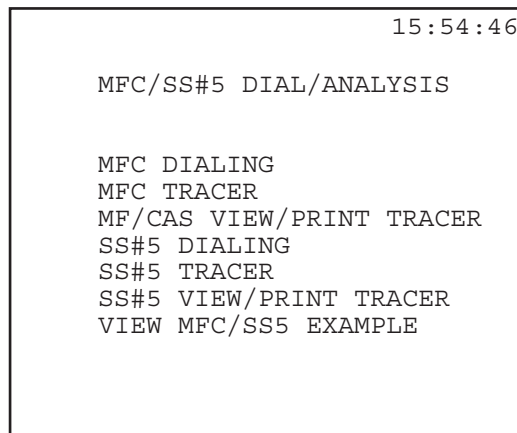 15:54:46
MFC/SS#5 DIAL/ANALYSIS
MFC DIALING
MFC TRACER
MF/CAS VIEW/PRINT TRACER
SS#5 DIALING
SS#5 TRACER
SS#5 VIEW/PRINT TRACER
VIEW MFC/SS5 EXAMPLE